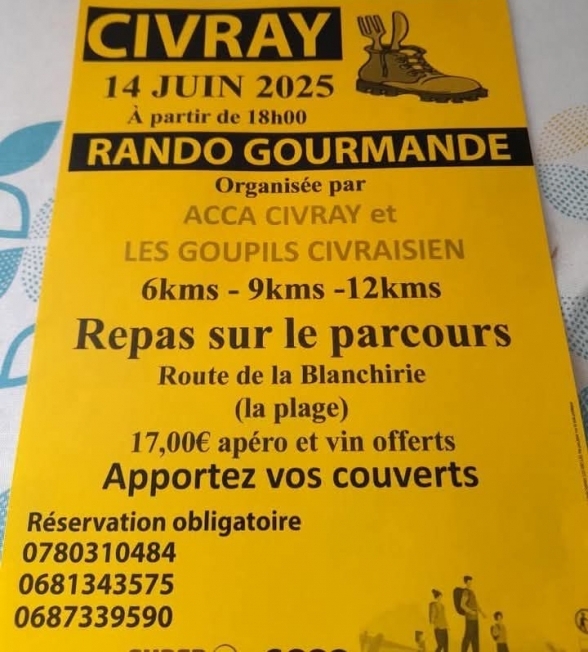 CIVRAY
14 JUIN 2025
À partir de 18h00
RANDO GOURMANDE
Organisée par
ACCA CIVRAY et
LES GOUPILS CIVRAISIEN
6kms - 9kms -12kms
Repas sur le parcours
Route de la Blanchirie
(la plage)
17,00€ apéro et vin offerts
Apportez vos couverts
Réservation obligatoire
0780310484
0681343575
0687339590